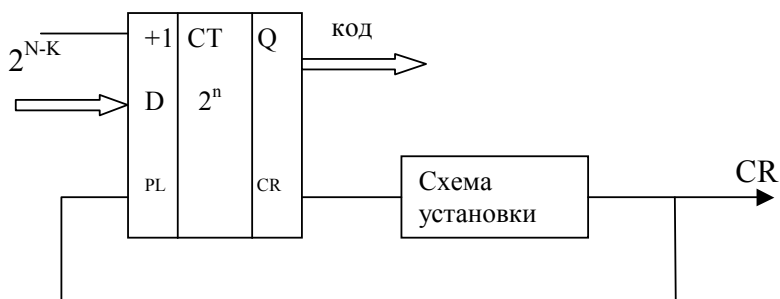 +1 CT Q
код
2^{N-K}
D 2^n
PL CR
Схема
установки
CR